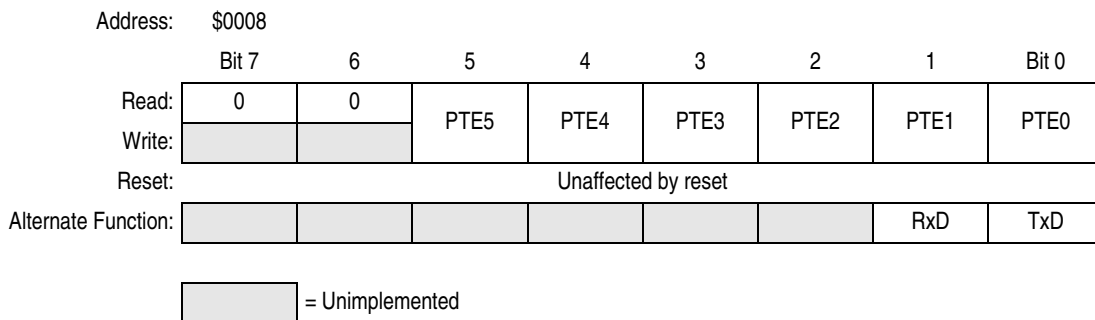 Address: $0008
Bit 7 6 5 4 3 2 1 Bit 0
Read: 0 0 PTE5 PTE4 PTE3 PTE2 PTE1 PTE0
Write:
Reset: Unaffected by reset
Alternate Function: RxD TxD
= Unimplemented